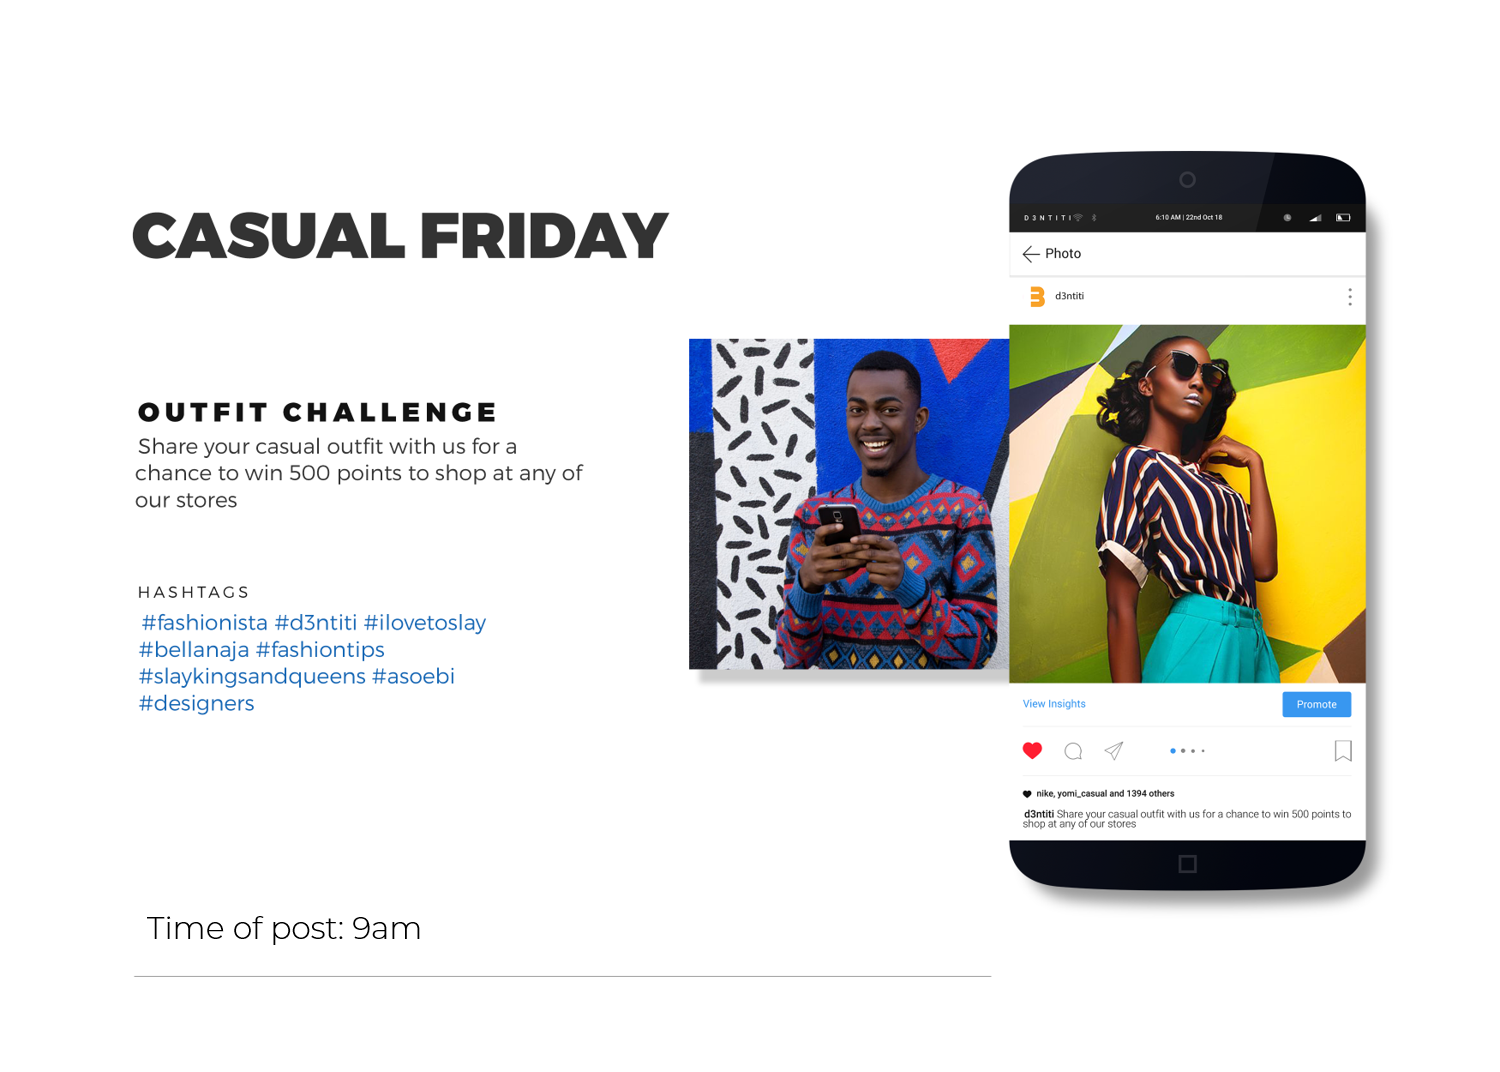 CASUAL FRIDAY
OUTFIT CHALLENGE
Share your casual outfit with us for a
chance to win 500 points to shop at any of
our stores
HASHTAGS
#fashionista #d3ntiti #ilovetoslay
#bellanaja #fashiontips
#slaykingsandqueens #asoebi
#designers
Time of post: 9am
D3NTITI 6:10 AM | 22nd Oct 18
Photo
d3ntiti
View Insights Promote
nike, yomi_casual and 1394 others
d3ntiti Share your casual outfit with us for a chance to win 500 points to
shop at any of our stores